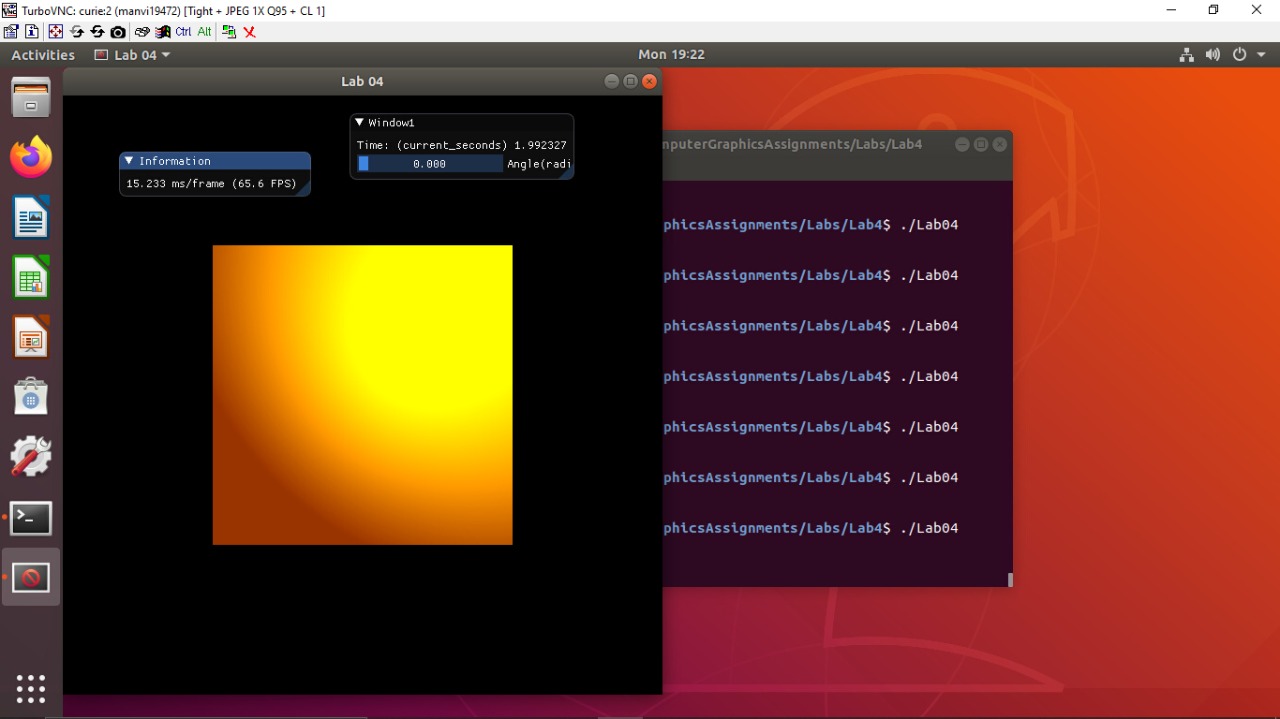 TurboVNC: curie:2 (manvi19472) [Tight + JPEG 1X Q95 + CL 1]
Ctrl Alt
Activities Lab 04 Mon 19:22
Lab 04
Window1
Time: (current_seconds) 1.992327
0.000 Angle(radi
Information
15.233 ms/frame (65.6 FPS)
mputerGraphicsAssignments/Labs/Lab4
phicsAssignments/Labs/Lab4$ ./Lab04
phicsAssignments/Labs/Lab4$ ./Lab04
phicsAssignments/Labs/Lab4$ ./Lab04
phicsAssignments/Labs/Lab4$ ./Lab04
phicsAssignments/Labs/Lab4$ ./Lab04
phicsAssignments/Labs/Lab4$ ./Lab04
phicsAssignments/Labs/Lab4$ ./Lab04